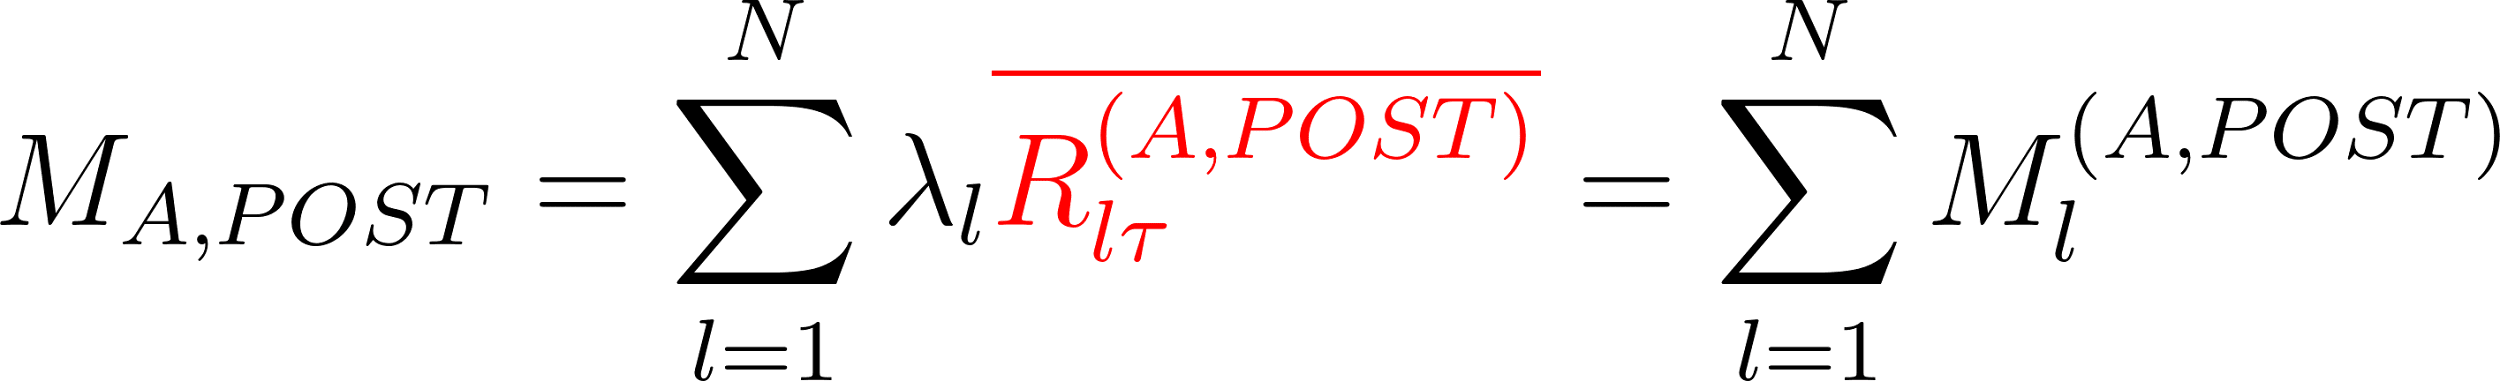 $M_{A,POST} = \sum_{l=1}^{N} \lambda_l \overline{R_{l\tau}^{(A,POST)}} = \sum_{l=1}^{N} M_l^{(A,POST)}$